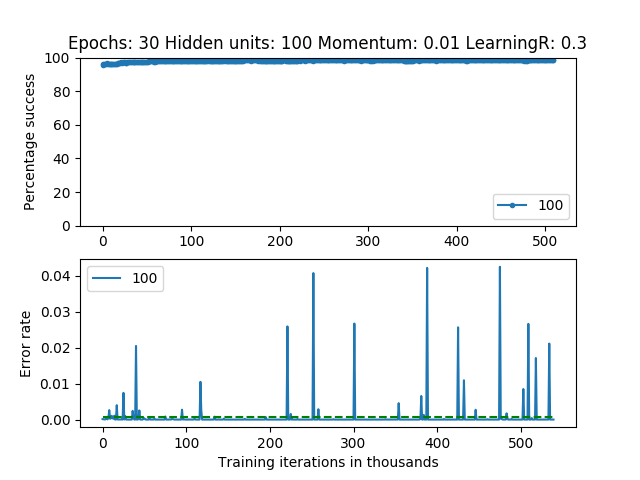 Epochs: 30 Hidden units: 100 Momentum: 0.01 LearningR: 0.3
100
80
60
40
20
0
Percentage success
100
0 100 200 300 400 500
0.04
0.03
0.02
0.01
0.00
Error rate
100
0 100 200 300 400 500
Training iterations in thousands